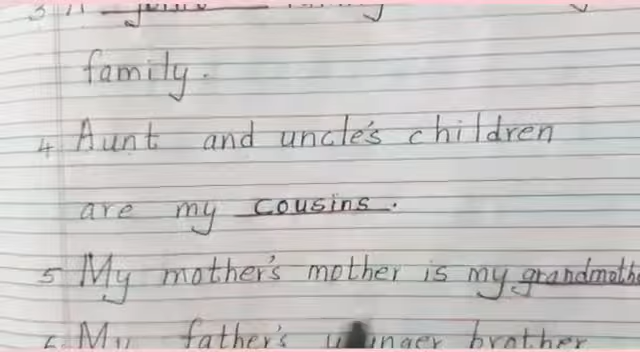 family.
4 Aunt and uncle's children
are my cousins.
5 My mother's mother is my
6 My father's brother